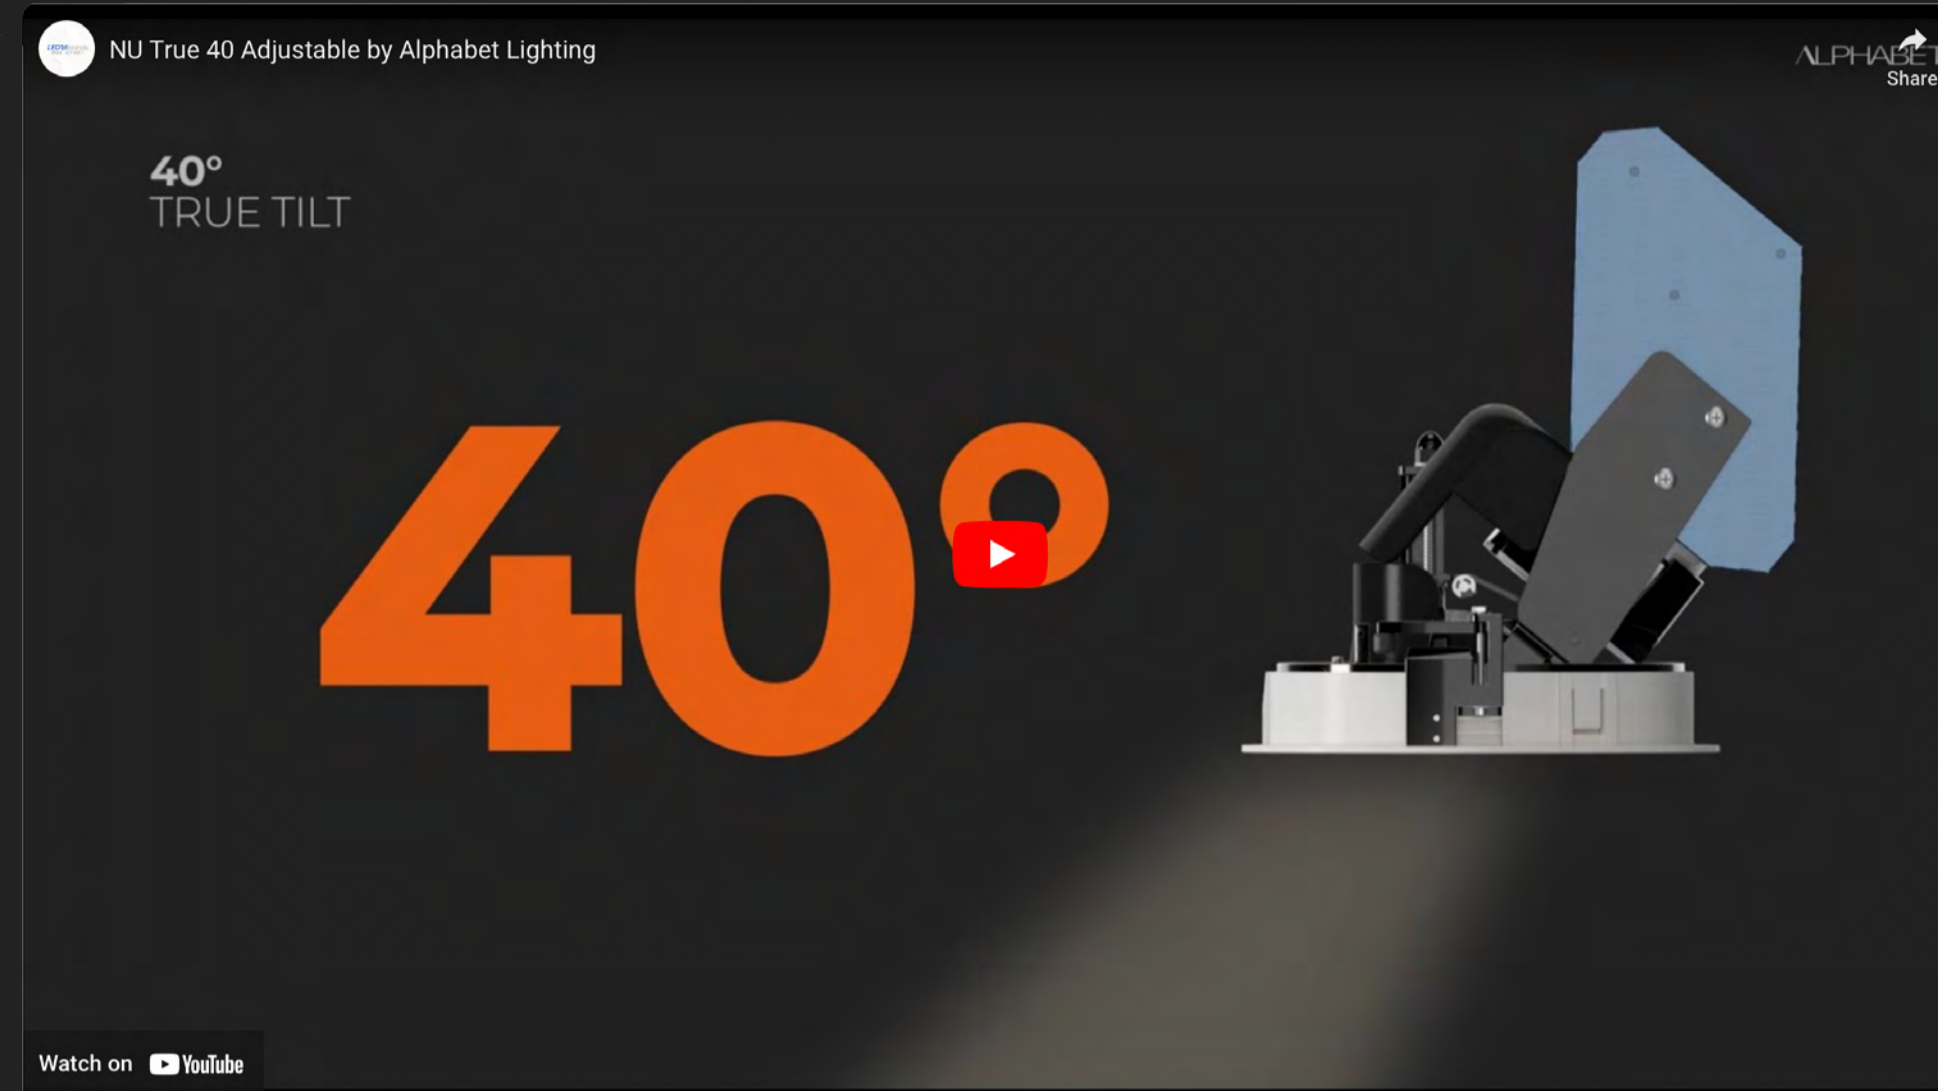 NU True 40 Adjustable by Alphabet Lighting
ALPHABET
Share
40°
TRUE TILT
40°
Watch on YouTube